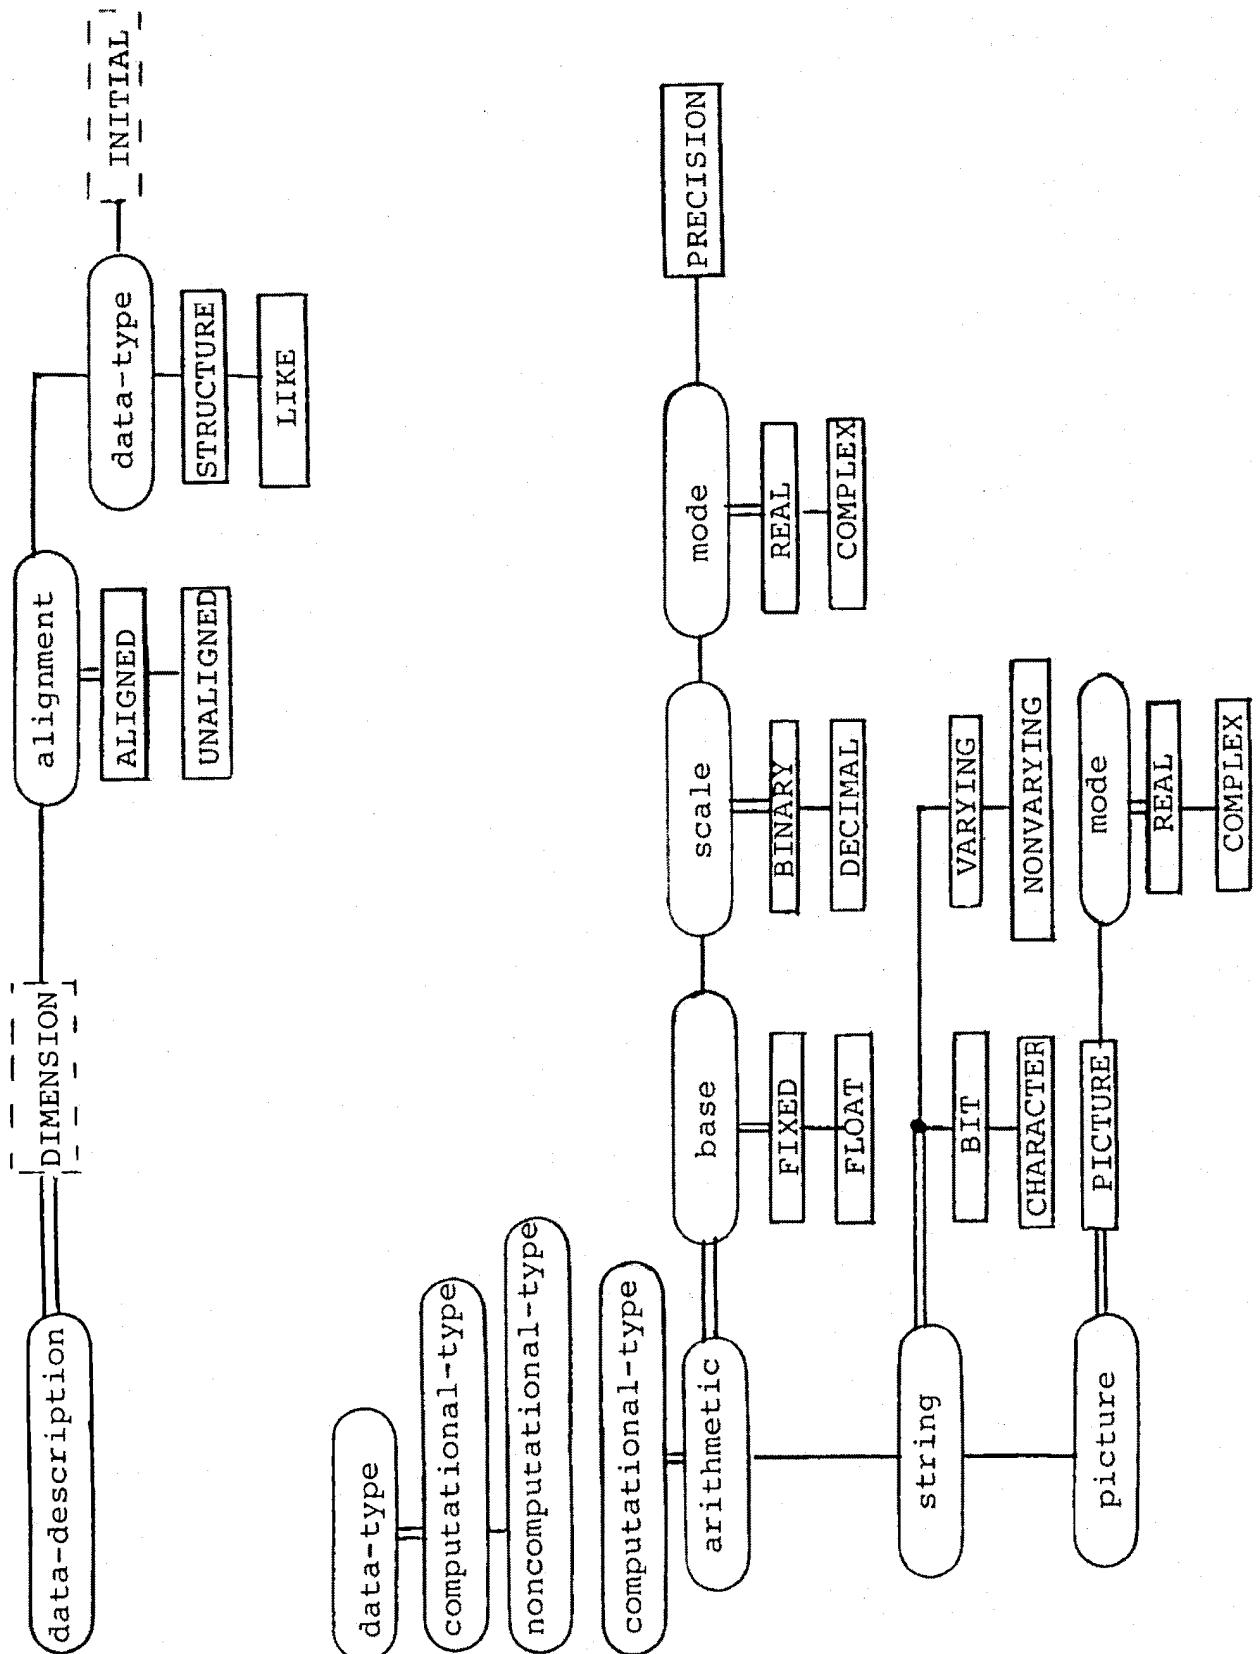 data-description
DIMENSION
alignment
INITIAL
data-type
ALIGNED
STRUCTURE
UNALIGNED
LIKE
data-type
computational-type
noncomputational-type
computational-type
arithmetic
base
scale
mode
PRECISION
FIXED
BINARY
REAL
FLOAT
DECIMAL
COMPLEX
string
BIT
VARYING
CHARACTER
NONVARYING
picture
PICTURE
mode
REAL
COMPLEX